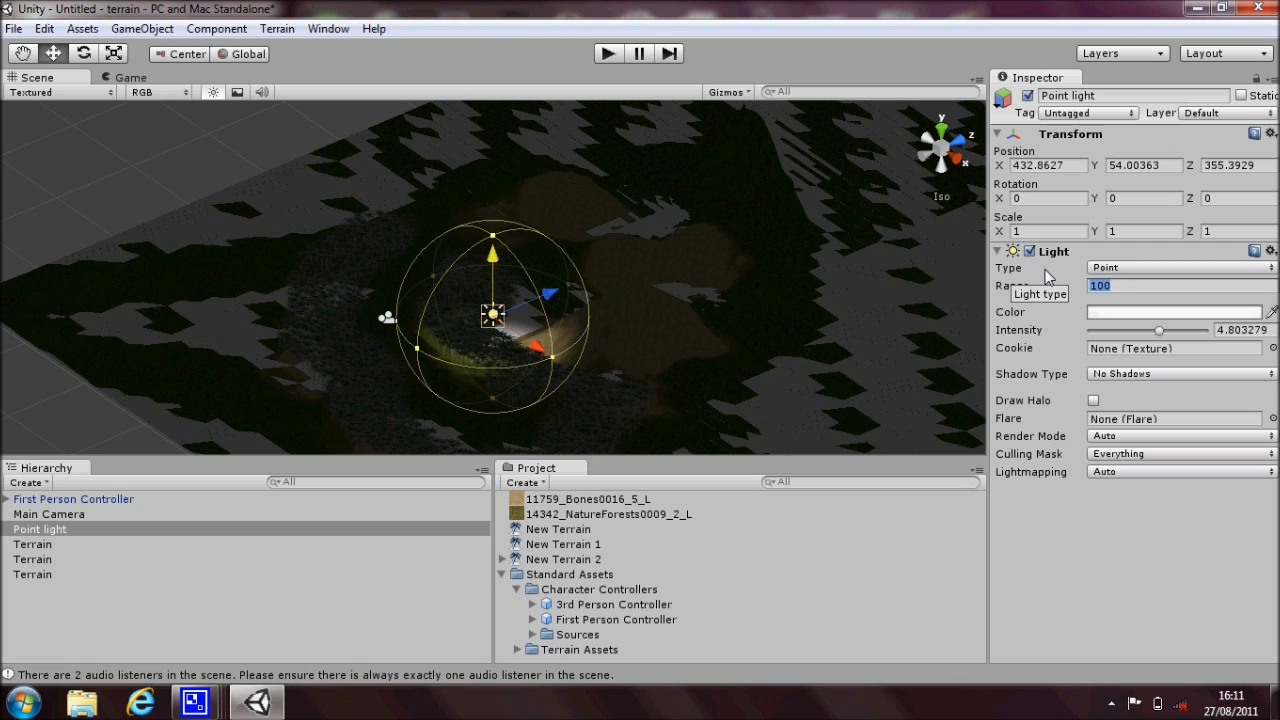 Unity - Untitled - terrain - PC and Mac Standalone*
File Edit Assets GameObject Component Terrain Window Help
Center Global Layers Layout
Scene Game
Textured RGB Gizmos All
y
z
x
Iso
Inspector
Point light Static
Tag Untagged Layer Default
Transform
Position
X 432.8627 Y 54.00363 Z 355.3929
Rotation
X 0 Y 0 Z 0
Scale
X 1 Y 1 Z 1
Light
Type Point
Range 100
Light type
Color
Intensity 4.803279
Cookie None (Texture)
Shadow Type No Shadows
Draw Halo
Flare None (Flare)
Render Mode Auto
Culling Mask Everything
Lightmapping Auto
Hierarchy
Create All
First Person Controller
Main Camera
Point light
Terrain
Terrain
Terrain
Project
Create All
11759_Bones0016_5_L
14342_NatureForests0009_2_L
New Terrain
New Terrain 1
New Terrain 2
Standard Assets
Character Controllers
3rd Person Controller
First Person Controller
Sources
Terrain Assets
There are 2 audio listeners in the scene. Please ensure there is always exactly one audio listener in the scene.
16:11
27/08/2011